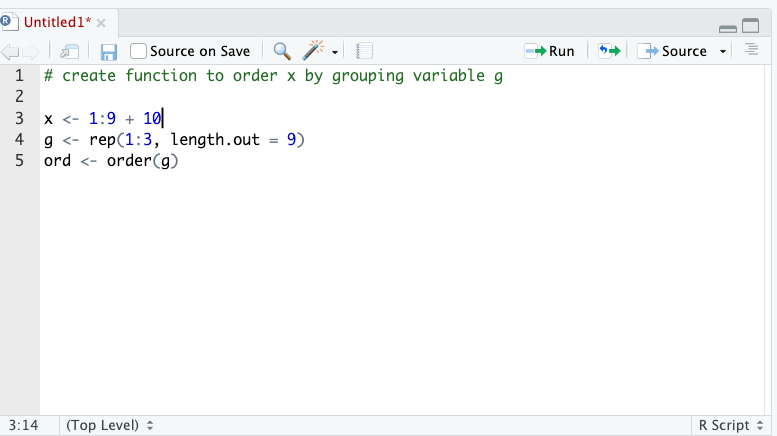 Untitled1*
Source on Save
Run
Source
1 # create function to order x by grouping variable g
2
3 x <- 1:9 + 10
4 g <- rep(1:3, length.out = 9)
5 ord <- order(g)
3:14 (Top Level) R Script